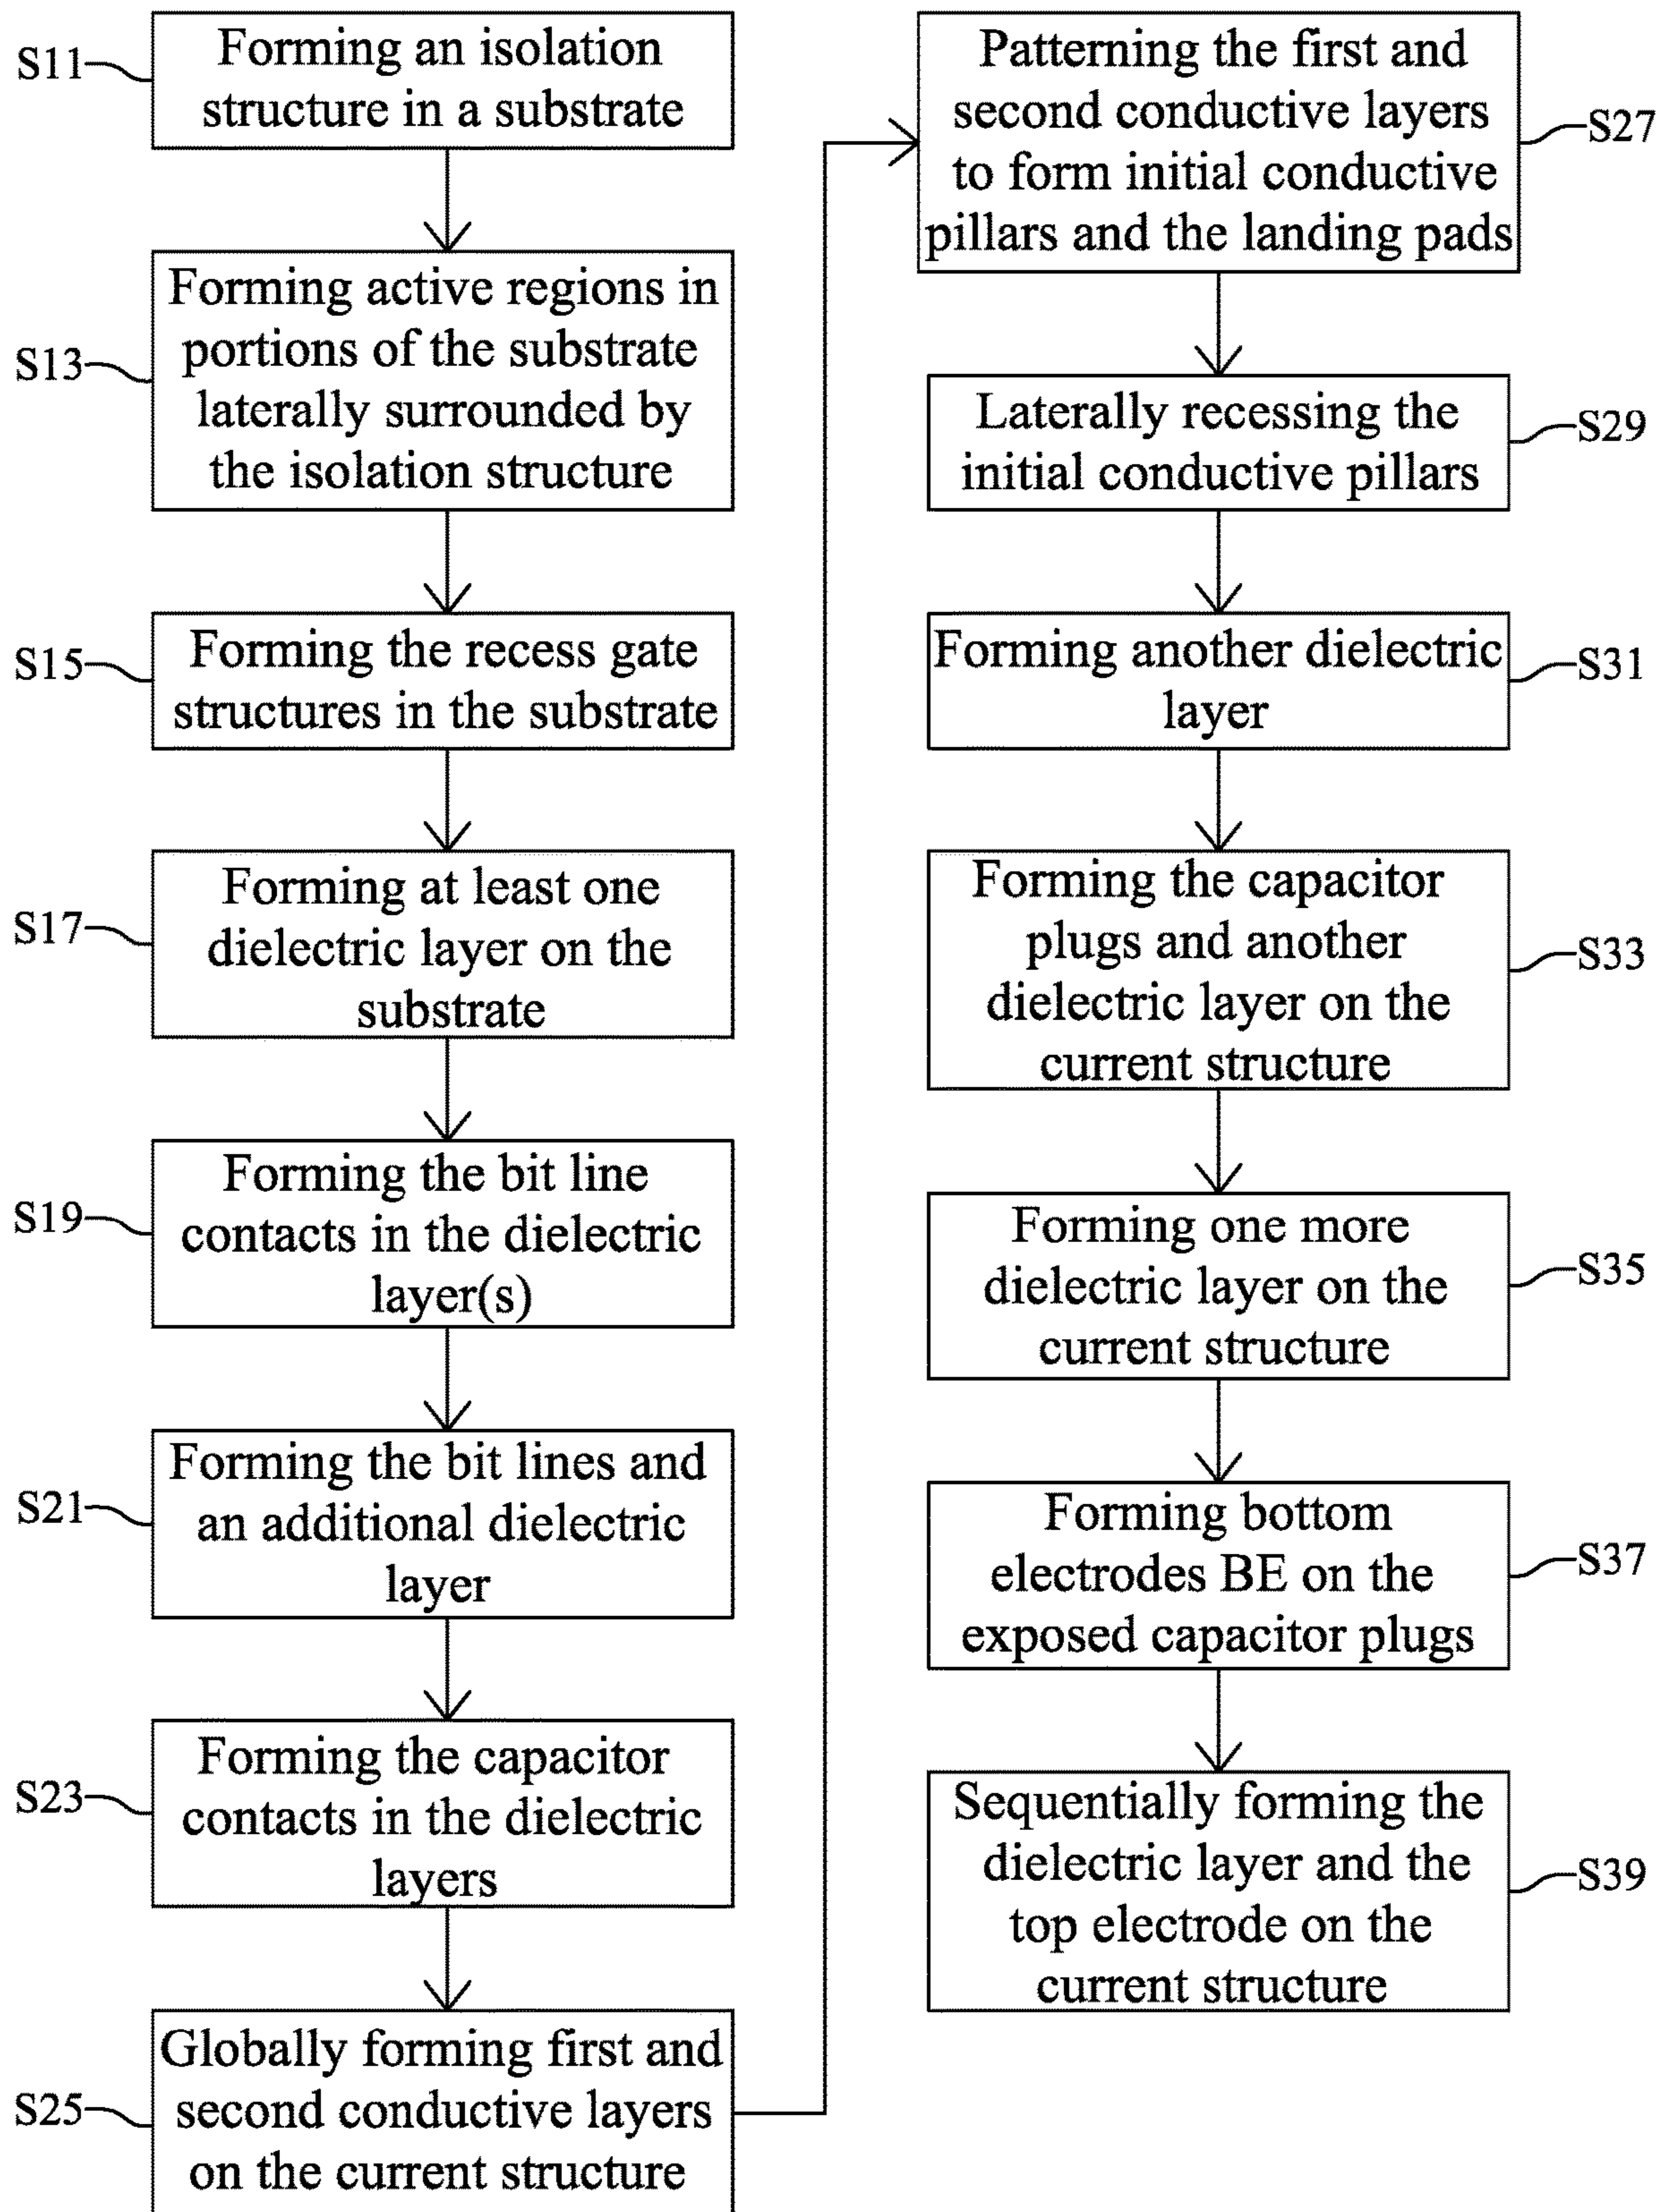 S11
Forming an isolation
structure in a substrate
S13
Forming active regions in
portions of the substrate
laterally surrounded by
the isolation structure
S15
Forming the recess gate
structures in the substrate
S17
Forming at least one
dielectric layer on the
substrate
S19
Forming the bit line
contacts in the dielectric
layer(s)
S21
Forming the bit lines and
an additional dielectric
layer
S23
Forming the capacitor
contacts in the dielectric
layers
S25
Globally forming first and
second conductive layers
on the current structure
Patterning the first and
second conductive layers
to form initial conductive
pillars and the landing pads
S27
Laterally recessing the
initial conductive pillars
S29
Forming another dielectric
layer
S31
Forming the capacitor
plugs and another
dielectric layer on the
current structure
S33
Forming one more
dielectric layer on the
current structure
S35
Forming bottom
electrodes BE on the
exposed capacitor plugs
S37
Sequentially forming the
dielectric layer and the
top electrode on the
current structure
S39